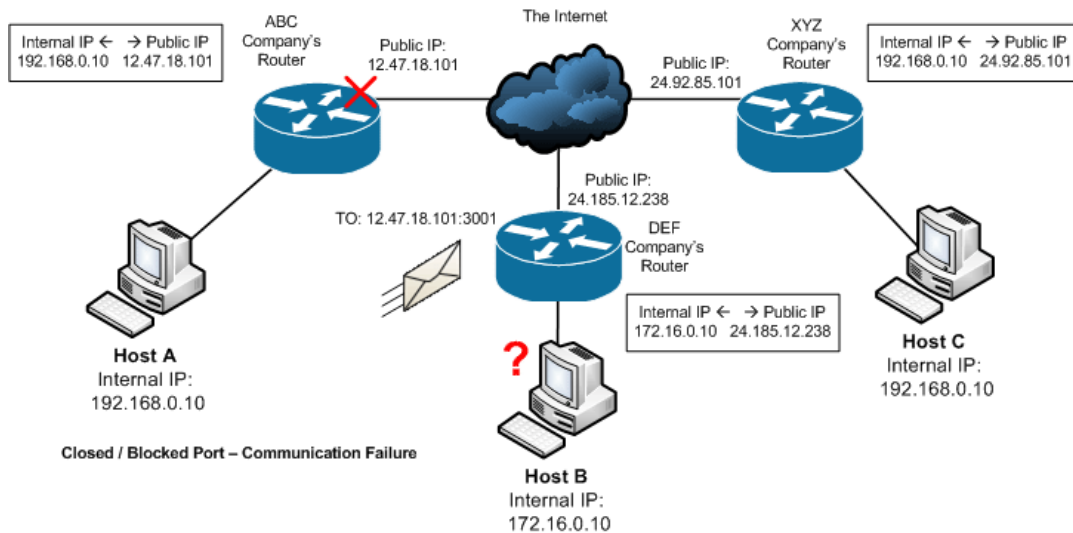 ABC
Company's
Router
The Internet
XYZ
Company's
Router
Internal IP ← → Public IP
192.168.0.10 12.47.18.101
Public IP:
12.47.18.101
Public IP:
24.92.85.101
Internal IP ← → Public IP
192.168.0.10 24.92.85.101
Public IP:
24.185.12.238
TO: 12.47.18.101:3001
DEF
Company's
Router
Internal IP ← → Public IP
172.16.0.10 24.185.12.238
Host A
Internal IP:
192.168.0.10
?
Host C
Internal IP:
192.168.0.10
Closed / Blocked Port – Communication Failure
Host B
Internal IP:
172.16.0.10